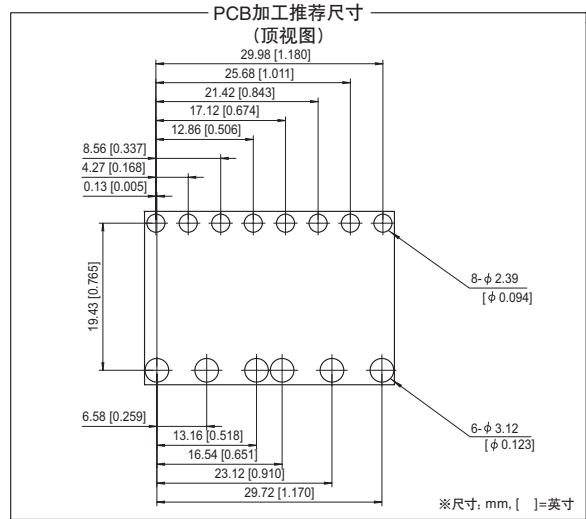 PCB加工推荐尺寸
(顶视图)
29.98 [1.180]
25.68 [1.011]
21.42 [0.843]
17.12 [0.674]
12.86 [0.506]
8.56 [0.337]
4.27 [0.168]
0.13 [0.005]
19.43 [0.765]
8-φ2.39
[φ0.094]
6-φ3.12
[φ0.123]
6.58 [0.259]
13.16 [0.518]
16.54 [0.651]
23.12 [0.910]
29.72 [1.170]
※尺寸: mm, [ ]=英寸